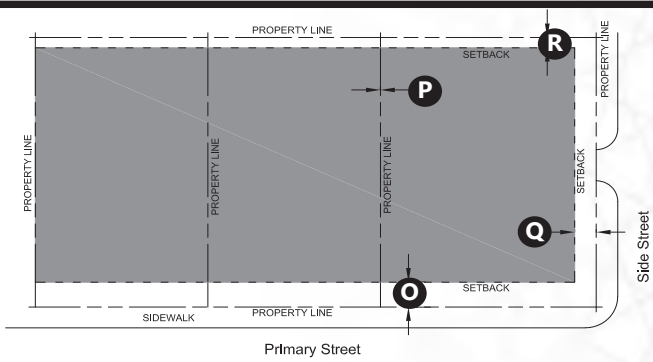 PROPERTY LINE
R
SETBACK
PROPERTY LINE
P
PROPERTY LINE
PROPERTY LINE
PROPERTY LINE
SETBACK
Q
Side Street
O
SETBACK
SIDEWALK
PROPERTY LINE
Primary Street